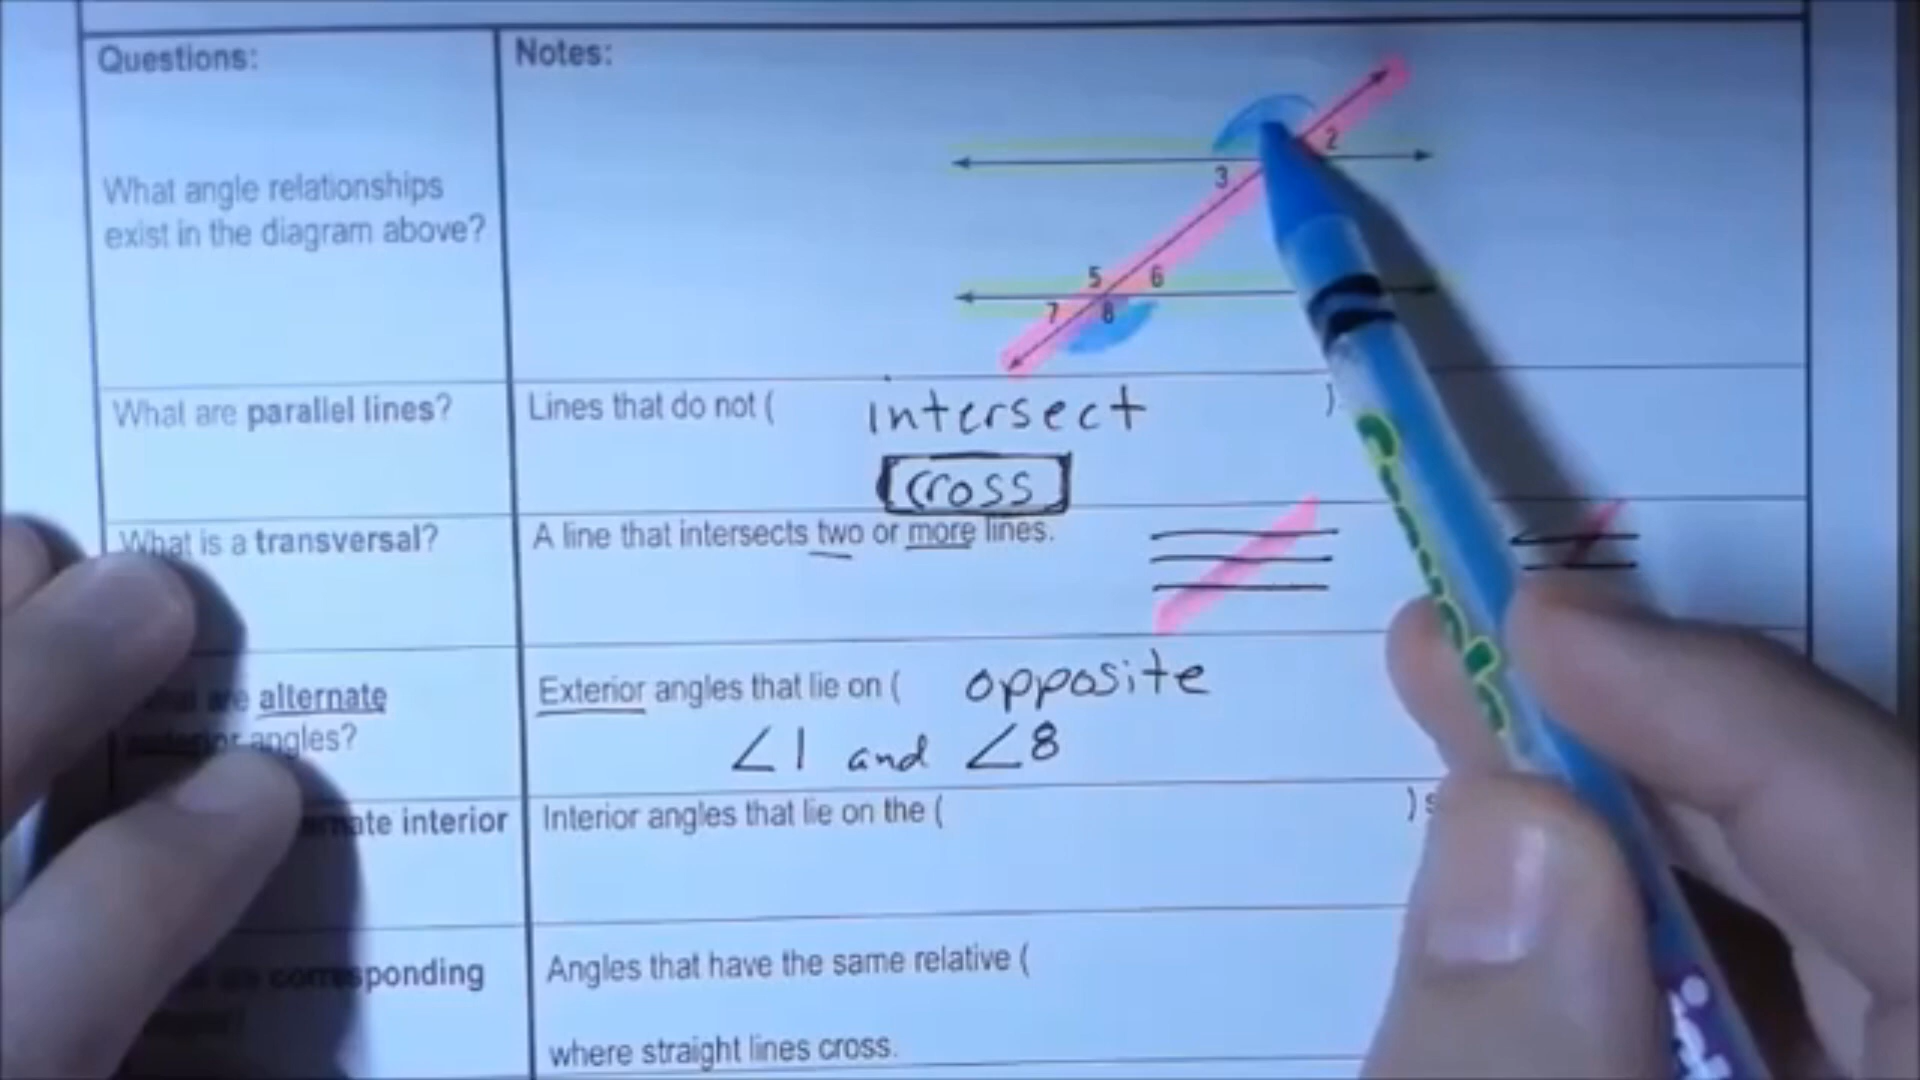 Questions:
Notes:
2
3
What angle relationships
exist in the diagram above?
5 6
7 8
What are parallel lines?
Lines that do not ( intersect )
cross
What is a transversal?
A line that intersects two or more lines.
are alternate
angles?
Exterior angles that lie on ( opposite
∠1 and ∠8
interior
Interior angles that lie on the ( )
corresponding
Angles that have the same relative (
where straight lines cross.